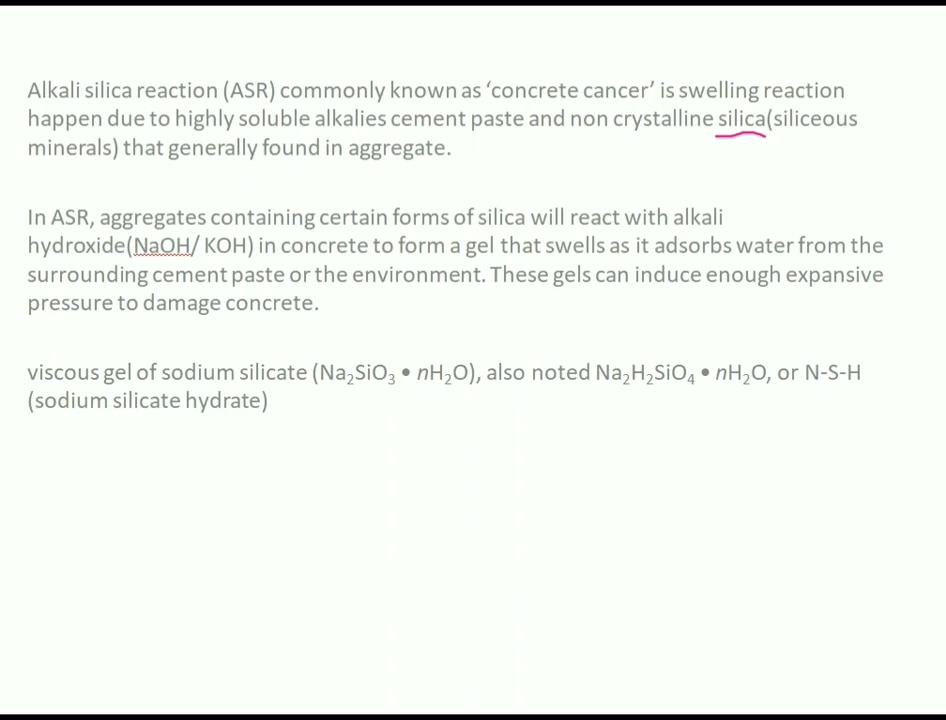 Alkali silica reaction (ASR) commonly known as ‘concrete cancer’ is swelling reaction
happen due to highly soluble alkalies cement paste and non crystalline silica(siliceous
minerals) that generally found in aggregate.
In ASR, aggregates containing certain forms of silica will react with alkali
hydroxide(NaOH/ KOH) in concrete to form a gel that swells as it adsorbs water from the
surrounding cement paste or the environment. These gels can induce enough expansive
pressure to damage concrete.
viscous gel of sodium silicate (Na₂SiO₃ • nH₂O), also noted Na₂H₂SiO₄ • nH₂O, or N-S-H
(sodium silicate hydrate)